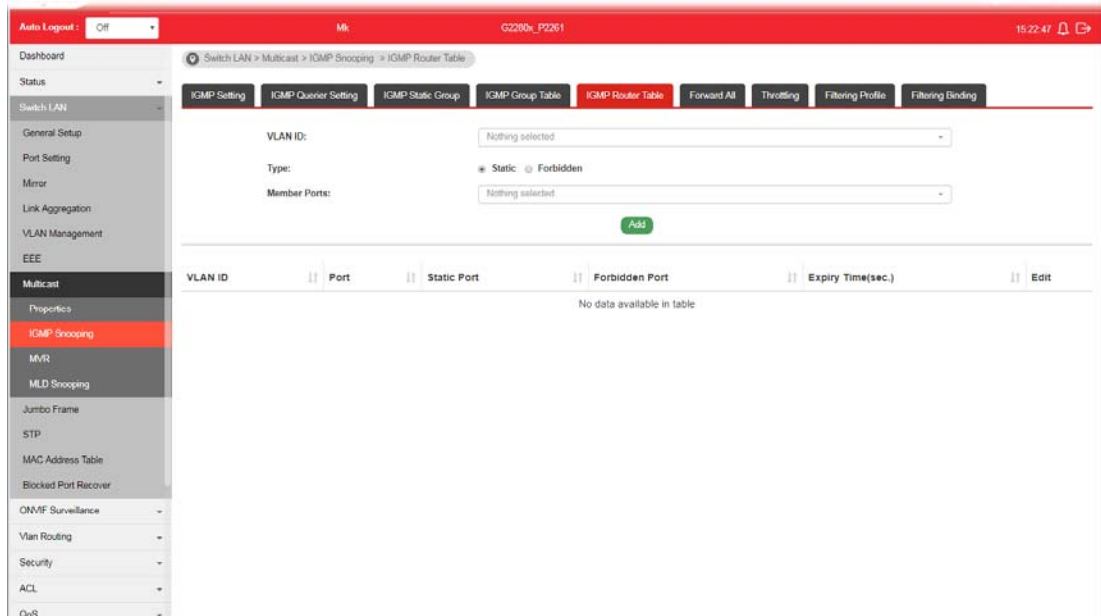 Auto Logout : Off Mk G2280x_P2261 15:22:47
Dashboard
Status
Switch LAN
General Setup
Port Setting
Mirror
Link Aggregation
VLAN Management
EEE
Multicast
Properties
IGMP Snooping
MVR
MLD Snooping
Jumbo Frame
STP
MAC Address Table
Blocked Port Recover
ONVIF Surveillance
Vlan Routing
Security
ACL
QoS
Switch LAN > Multicast > IGMP Snooping > IGMP Router Table
IGMP Setting IGMP Querier Setting IGMP Static Group IGMP Group Table IGMP Router Table Forward All Throttling Filtering Profile Filtering Binding
VLAN ID: Nothing selected
Type: Static Forbidden
Member Ports: Nothing selected
Add
VLAN ID Port Static Port Forbidden Port Expiry Time(sec.) Edit
No data available in table